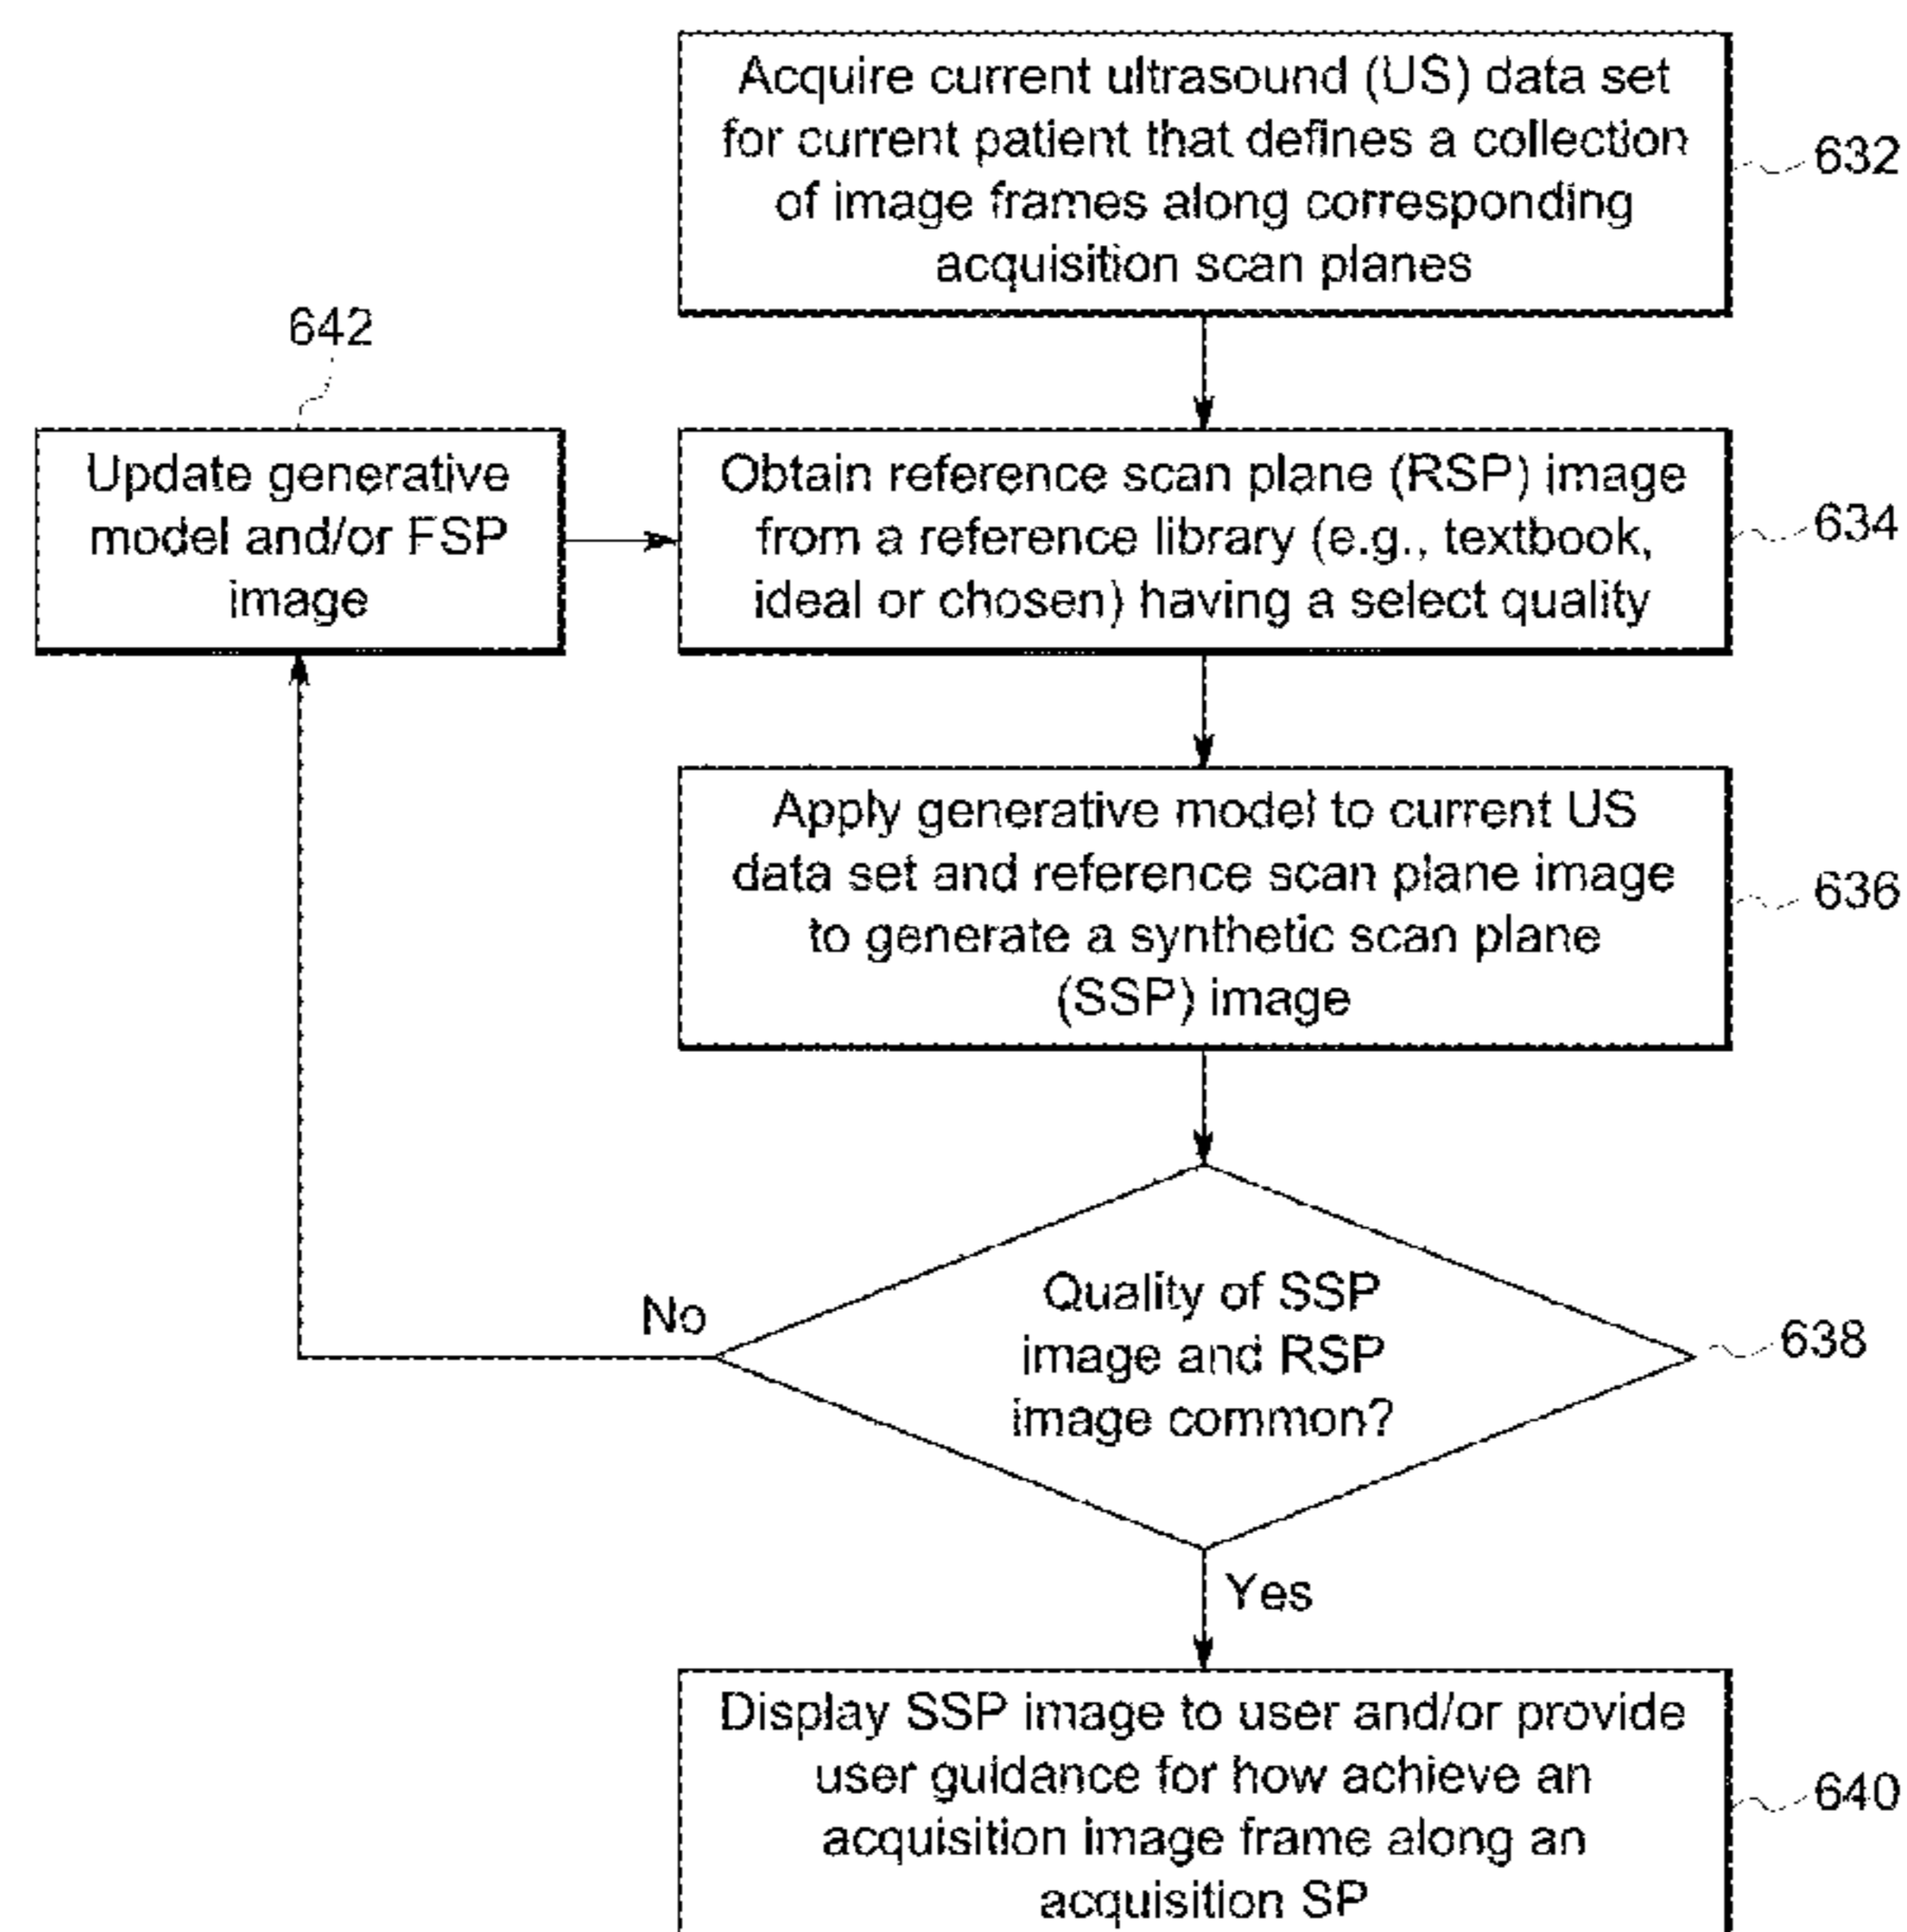 Acquire current ultrasound (US) data set
for current patient that defines a collection
of image frames along corresponding
acquisition scan planes
632
642
Update generative
model and/or FSP
image
Obtain reference scan plane (RSP) image
from a reference library (e.g., textbook,
ideal or chosen) having a select quality
634
Apply generative model to current US
data set and reference scan plane image
to generate a synthetic scan plane
(SSP) image
636
Quality of SSP
image and RSP
image common?
638
No
Yes
Display SSP image to user and/or provide
user guidance for how achieve an
acquisition image frame along an
acquisition SP
640